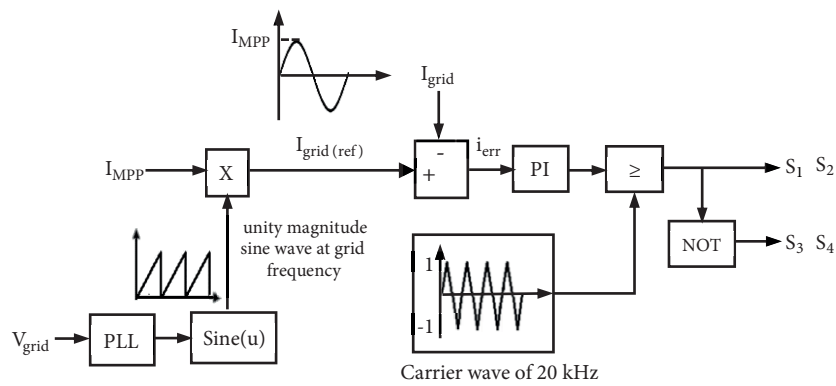 I_MPP
I_grid
I_MPP
X
I_grid (ref)
-
+
i_err
PI
≥
S_1 S_2
unity magnitude
sine wave at grid
frequency
NOT
S_3 S_4
1
-1
V_grid
PLL
Sine(u)
Carrier wave of 20 kHz